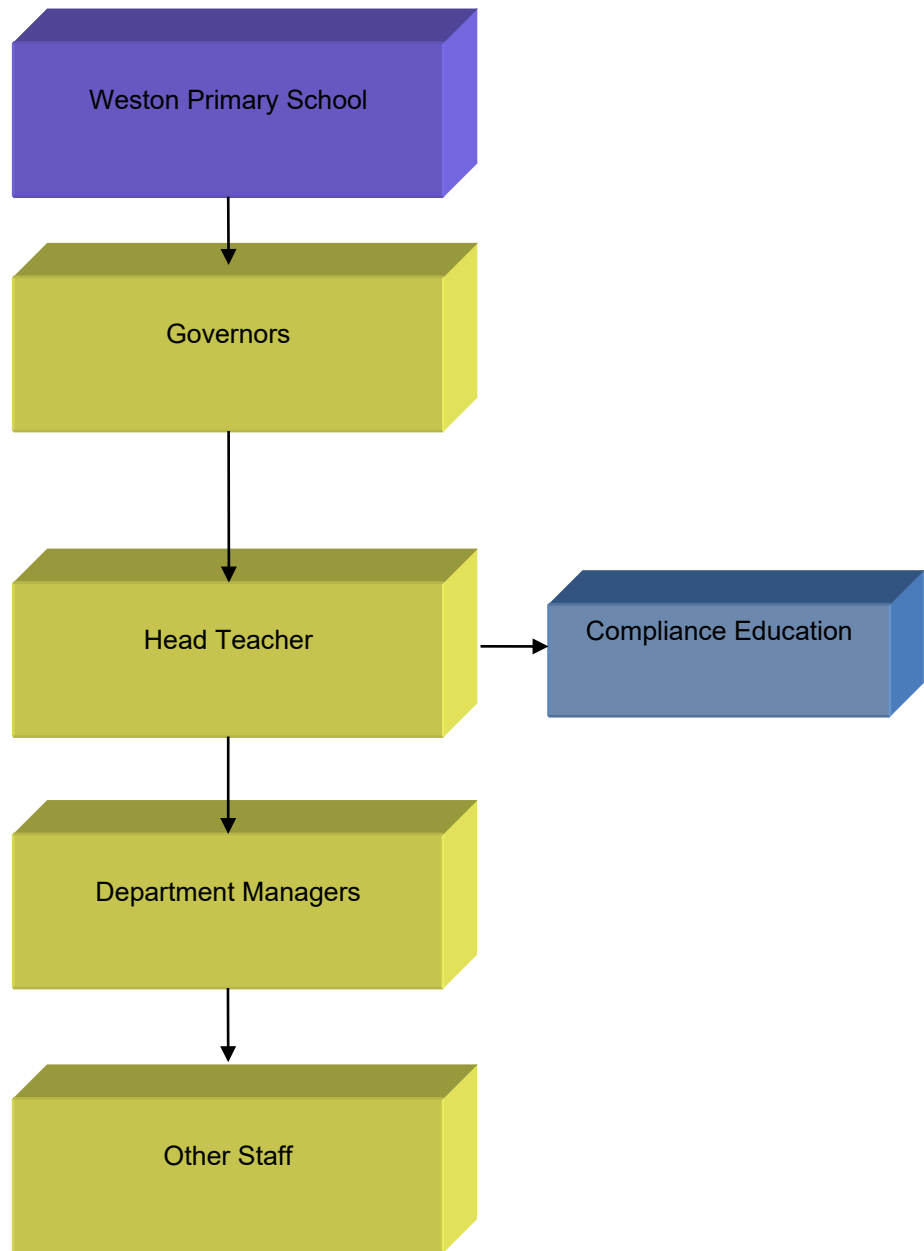 Weston Primary School
Governors
Head Teacher
Compliance Education
Department Managers
Other Staff